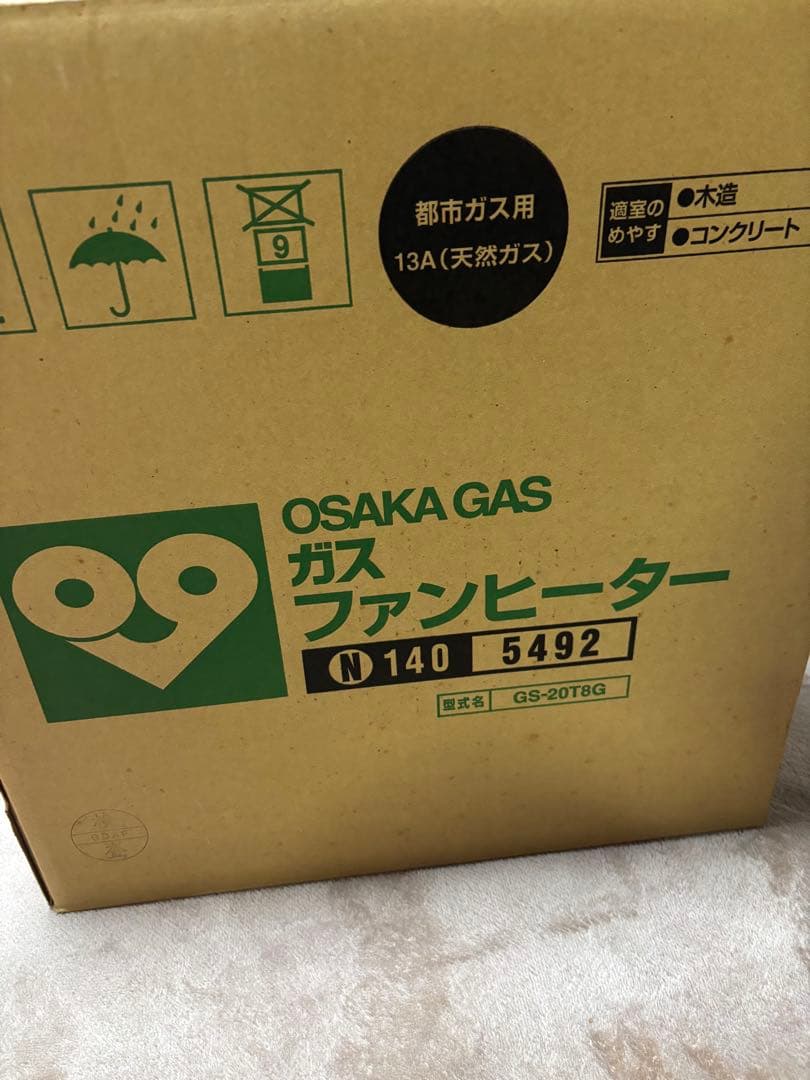 9
都市ガス用
13A(天然ガス)
適室の
めやす
●木造
●コンクリート
OSAKA GAS
ガス
ファンヒーター
N 140 5492
型式名 GS-20T8G